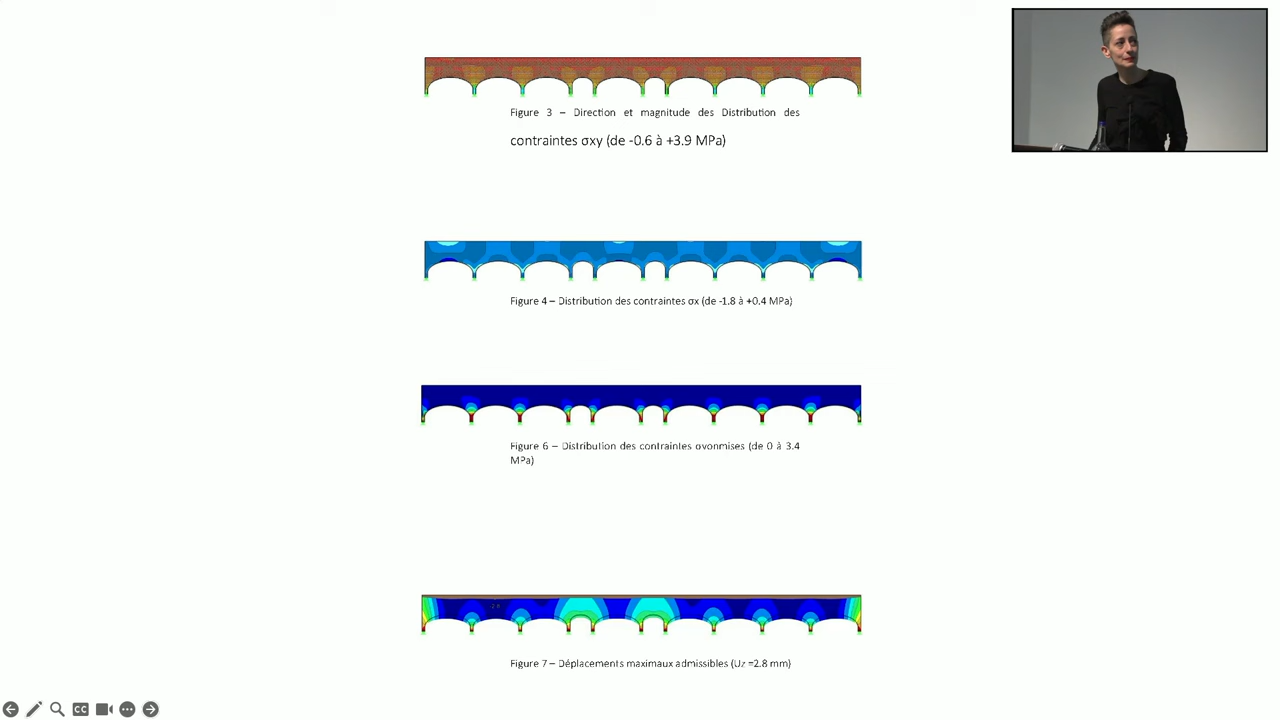 Figure 3 – Direction et magnitude des Distribution des
contraintes σxy (de -0.6 à +3.9 MPa)
Figure 4 – Distribution des contraintes σx (de -1.8 à +0.4 MPa)
Figure 6 – Distribution des contraintes σvonmises (de 0 à 3.4
MPa)
Figure 7 – Déplacements maximaux admissibles (Uz =2.8 mm)
CC